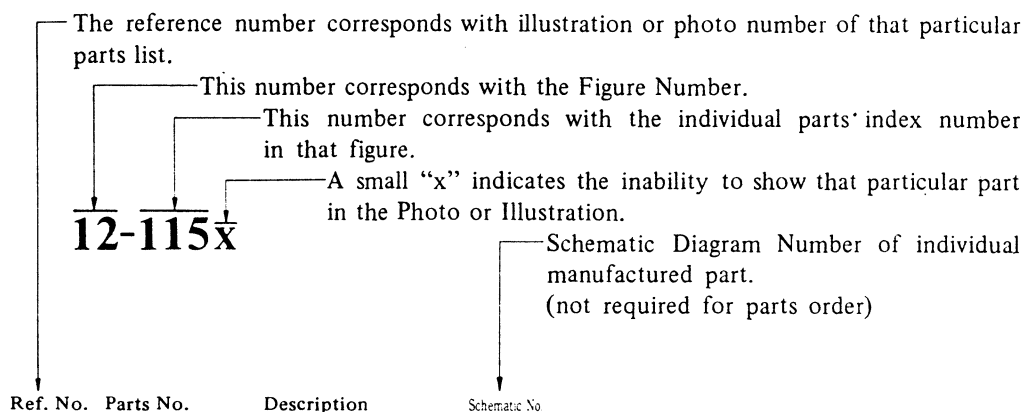 The reference number corresponds with illustration or photo number of that particular
parts list.
This number corresponds with the Figure Number.
This number corresponds with the individual parts' index number
in that figure.
A small “x” indicates the inability to show that particular part
in the Photo or Illustration.
12-115x
Schematic Diagram Number of individual
manufactured part.
(not required for parts order)
Ref. No. Parts No. Description Schematic No.